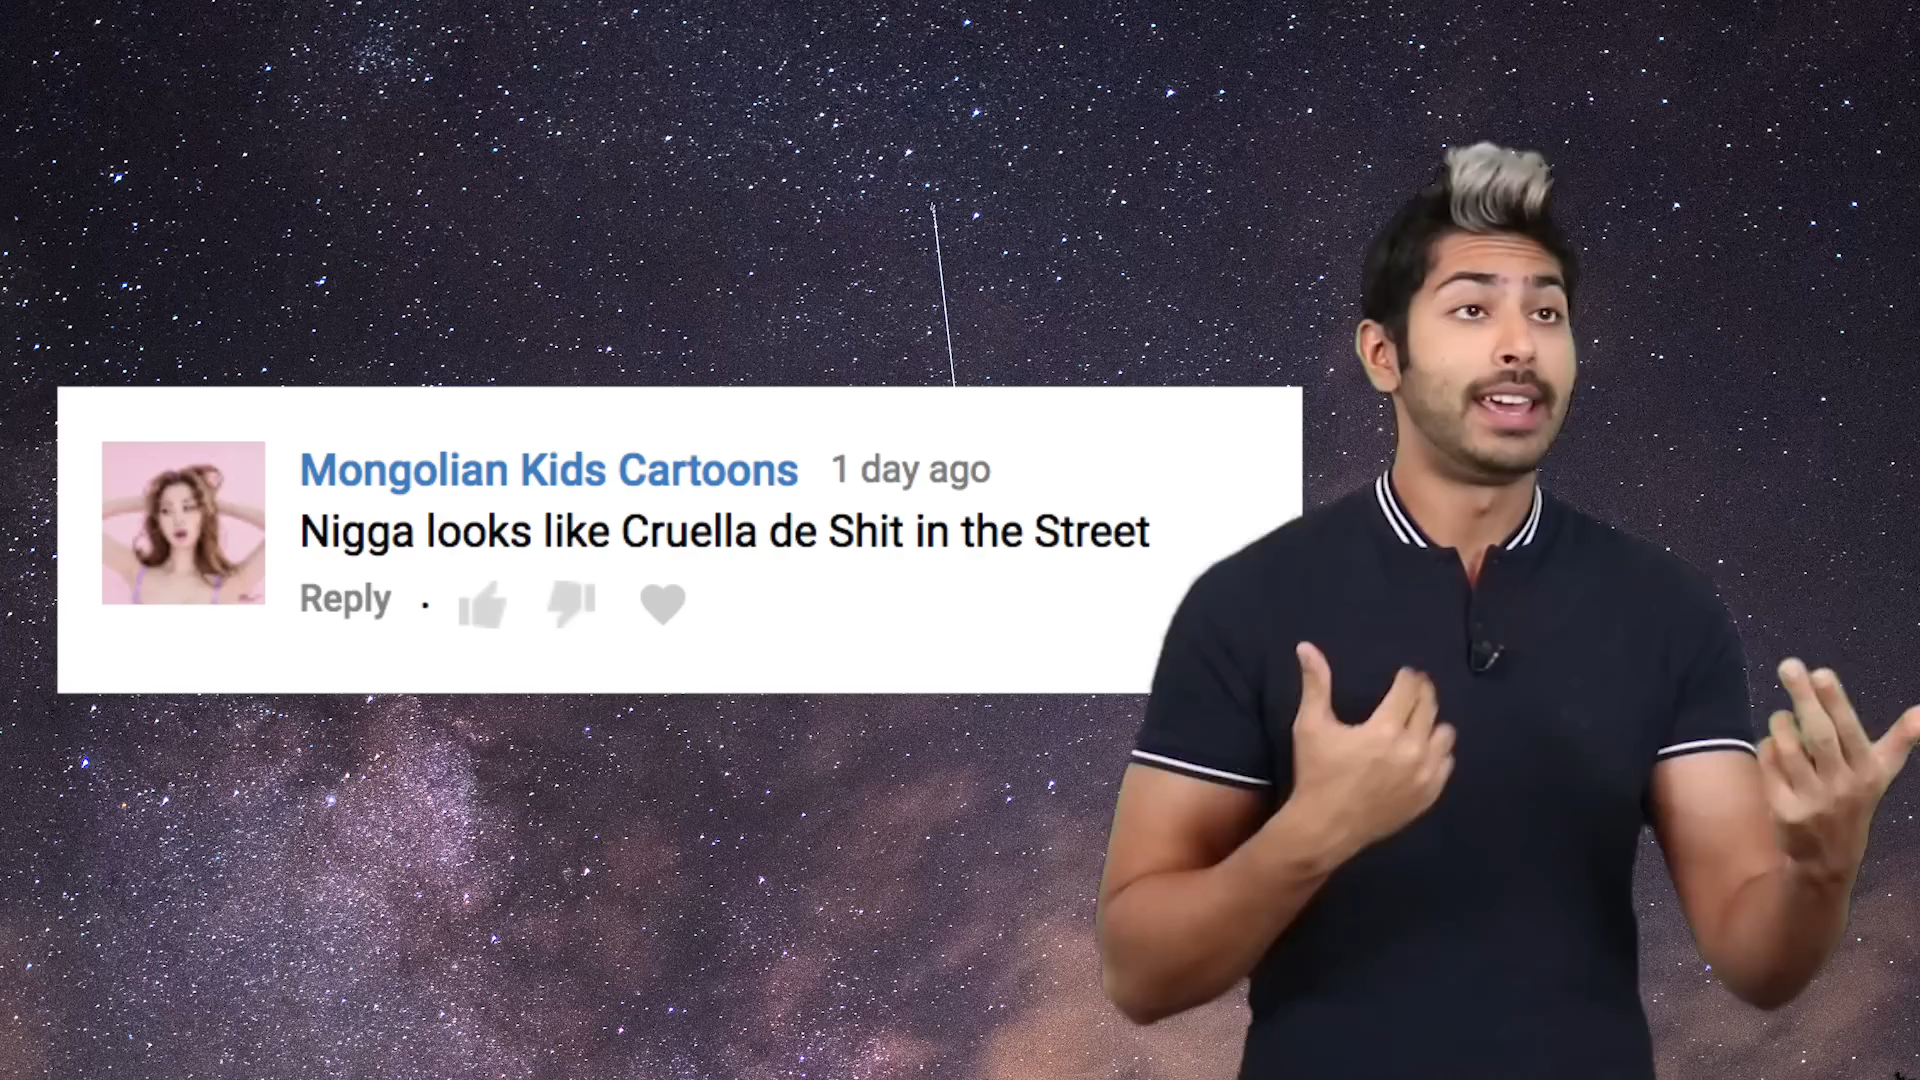 Mongolian Kids Cartoons 1 day ago
Nigga looks like Cruella de Shit in the Street
Reply .